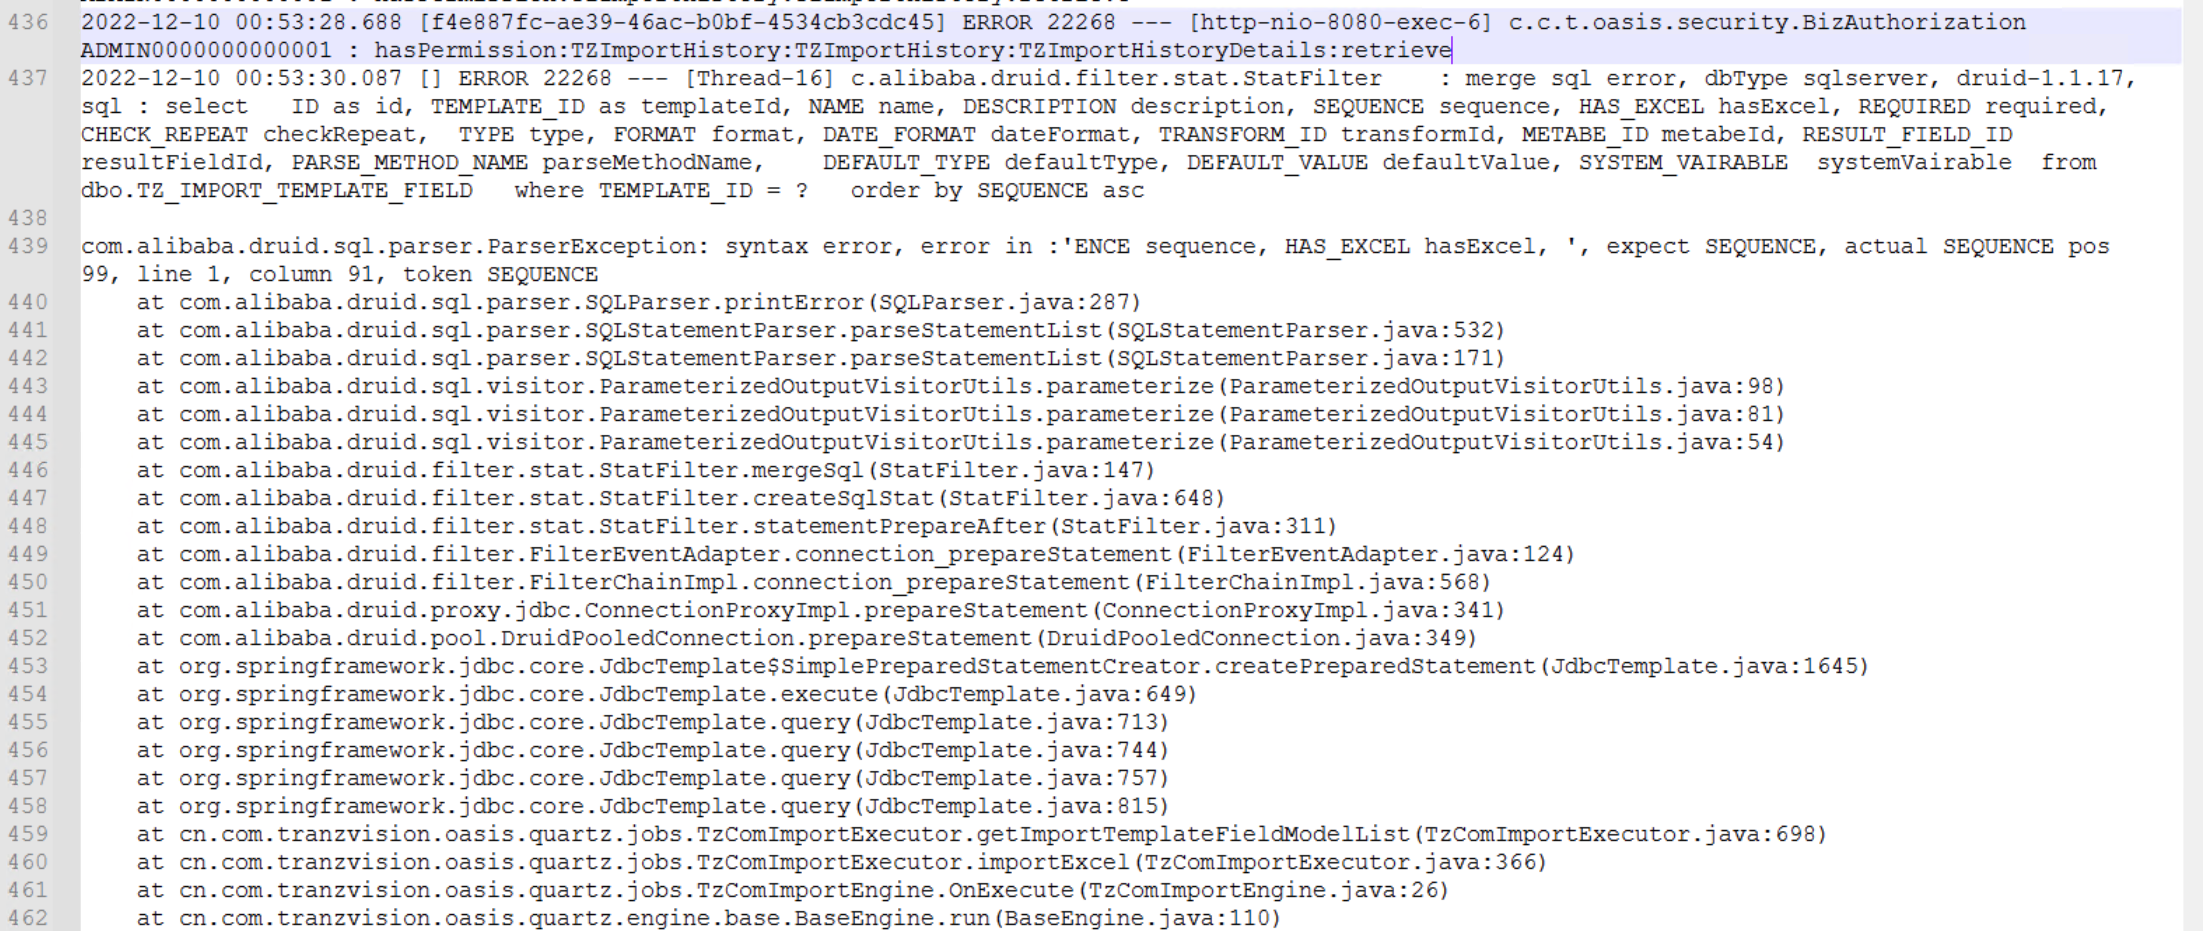 436 2022-12-10 00:53:28.688 [f4e887fc-ae39-46ac-b0bf-4534cb3cdc45] ERROR 22268 --- [http-nio-8080-exec-6] c.c.t.oasis.security.BizAuthorization
ADMIN0000000000001 : hasPermission:TZImportHistory:TZImportHistory:TZImportHistoryDetails:retrieve
437 2022-12-10 00:53:30.087 [] ERROR 22268 --- [Thread-16] c.alibaba.druid.filter.stat.StatFilter    : merge sql error, dbType sqlserver, druid-1.1.17,
sql : select   ID as id, TEMPLATE_ID as templateId, NAME name, DESCRIPTION description, SEQUENCE sequence, HAS_EXCEL hasExcel, REQUIRED required,
CHECK_REPEAT checkRepeat,  TYPE type, FORMAT format, DATE_FORMAT dateFormat, TRANSFORM_ID transformId, METABE_ID metabeId, RESULT_FIELD_ID
resultFieldId, PARSE_METHOD_NAME parseMethodName,    DEFAULT_TYPE defaultType, DEFAULT_VALUE defaultValue, SYSTEM_VAIRABLE  systemVairable  from
dbo.TZ_IMPORT_TEMPLATE_FIELD   where TEMPLATE_ID = ?   order by SEQUENCE asc
438
439 com.alibaba.druid.sql.parser.ParserException: syntax error, error in :'ENCE sequence, HAS_EXCEL hasExcel, ', expect SEQUENCE, actual SEQUENCE pos
99, line 1, column 91, token SEQUENCE
440     at com.alibaba.druid.sql.parser.SQLParser.printError(SQLParser.java:287)
441     at com.alibaba.druid.sql.parser.SQLStatementParser.parseStatementList(SQLStatementParser.java:532)
442     at com.alibaba.druid.sql.parser.SQLStatementParser.parseStatementList(SQLStatementParser.java:171)
443     at com.alibaba.druid.sql.visitor.ParameterizedOutputVisitorUtils.parameterize(ParameterizedOutputVisitorUtils.java:98)
444     at com.alibaba.druid.sql.visitor.ParameterizedOutputVisitorUtils.parameterize(ParameterizedOutputVisitorUtils.java:81)
445     at com.alibaba.druid.sql.visitor.ParameterizedOutputVisitorUtils.parameterize(ParameterizedOutputVisitorUtils.java:54)
446     at com.alibaba.druid.filter.stat.StatFilter.mergeSql(StatFilter.java:147)
447     at com.alibaba.druid.filter.stat.StatFilter.createSqlStat(StatFilter.java:648)
448     at com.alibaba.druid.filter.stat.StatFilter.statementPrepareAfter(StatFilter.java:311)
449     at com.alibaba.druid.filter.FilterEventAdapter.connection_prepareStatement(FilterEventAdapter.java:124)
450     at com.alibaba.druid.filter.FilterChainImpl.connection_prepareStatement(FilterChainImpl.java:568)
451     at com.alibaba.druid.proxy.jdbc.ConnectionProxyImpl.prepareStatement(ConnectionProxyImpl.java:341)
452     at com.alibaba.druid.pool.DruidPooledConnection.prepareStatement(DruidPooledConnection.java:349)
453     at org.springframework.jdbc.core.JdbcTemplate$SimplePreparedStatementCreator.createPreparedStatement(JdbcTemplate.java:1645)
454     at org.springframework.jdbc.core.JdbcTemplate.execute(JdbcTemplate.java:649)
455     at org.springframework.jdbc.core.JdbcTemplate.query(JdbcTemplate.java:713)
456     at org.springframework.jdbc.core.JdbcTemplate.query(JdbcTemplate.java:744)
457     at org.springframework.jdbc.core.JdbcTemplate.query(JdbcTemplate.java:757)
458     at org.springframework.jdbc.core.JdbcTemplate.query(JdbcTemplate.java:815)
459     at cn.com.tranzvision.oasis.quartz.jobs.TzComImportExecutor.getImportTemplateFieldModelList(TzComImportExecutor.java:698)
460     at cn.com.tranzvision.oasis.quartz.jobs.TzComImportExecutor.importExcel(TzComImportExecutor.java:366)
461     at cn.com.tranzvision.oasis.quartz.jobs.TzComImportEngine.OnExecute(TzComImportEngine.java:26)
462     at cn.com.tranzvision.oasis.quartz.engine.base.BaseEngine.run(BaseEngine.java:110)